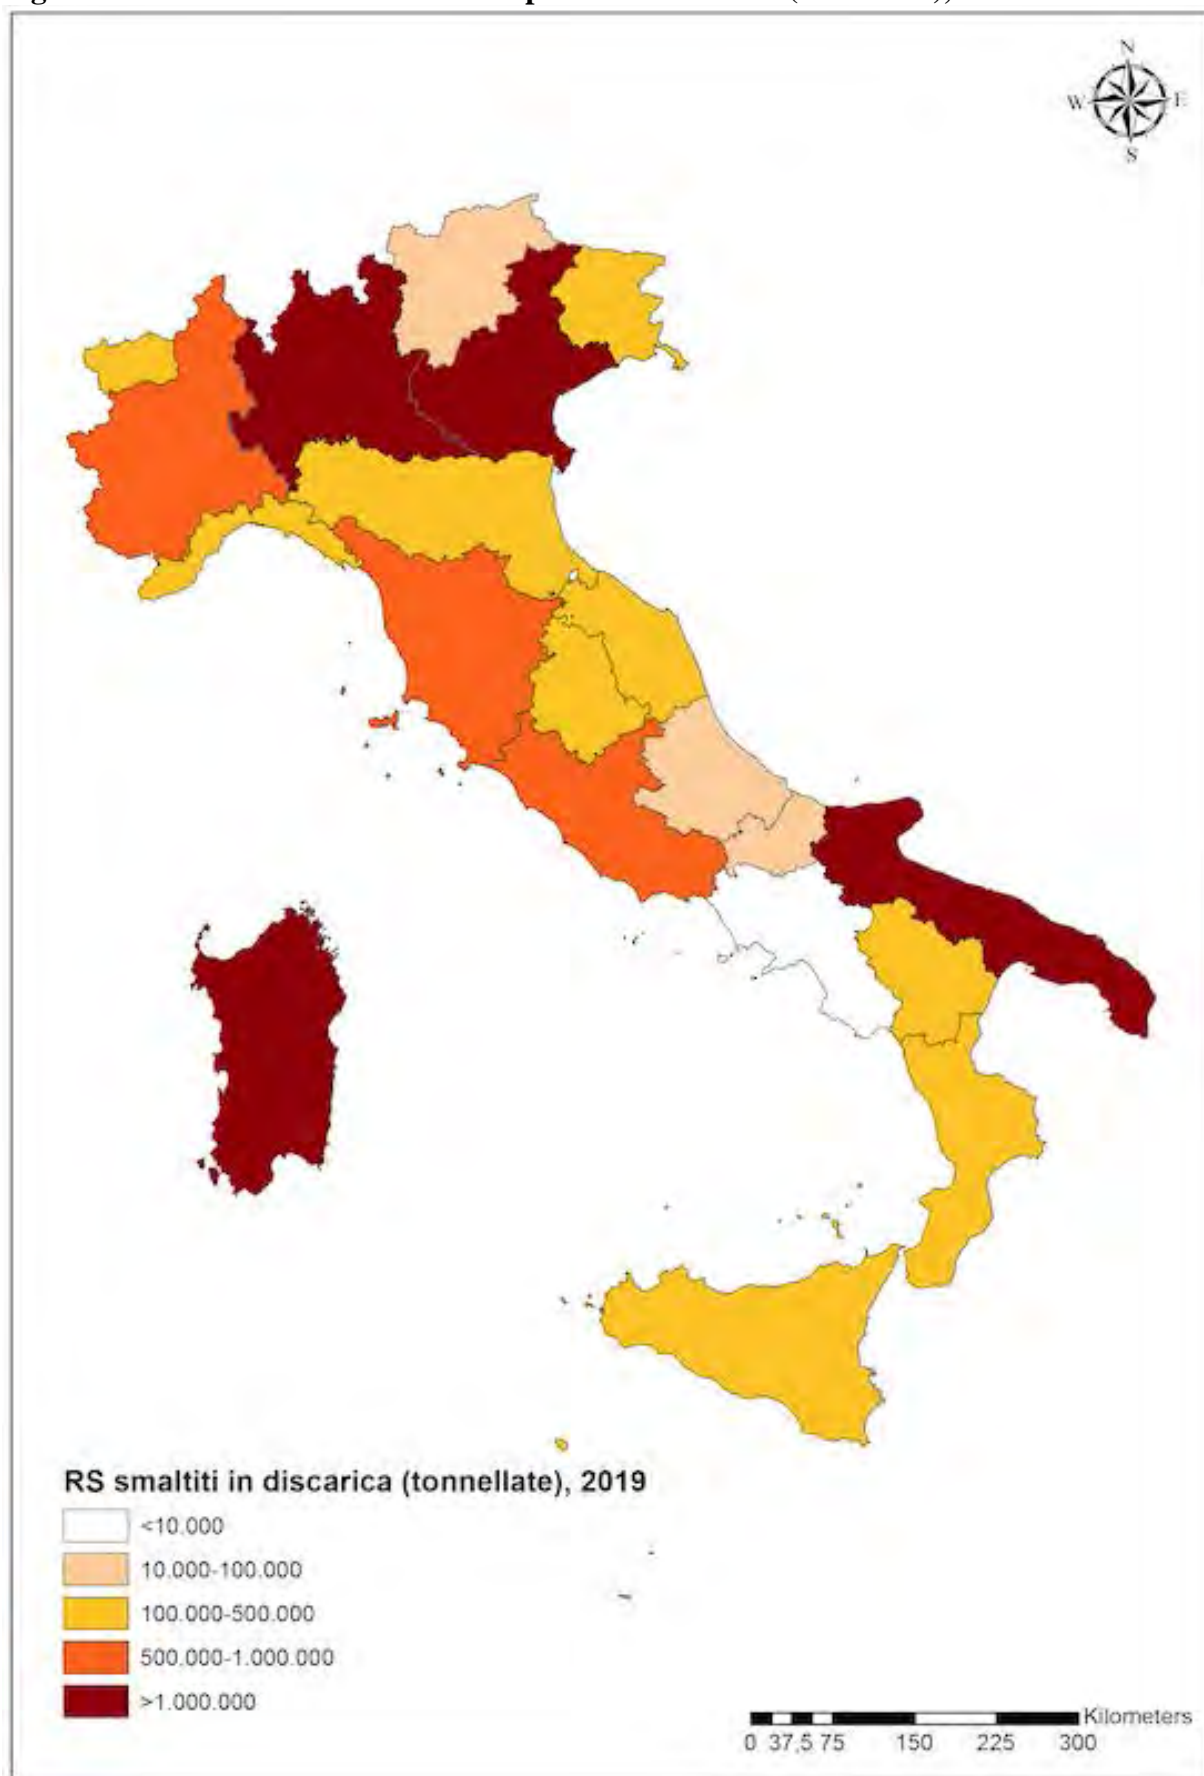 N
W E
S
RS smaltiti in discarica (tonnellate), 2019
<10.000
10.000-100.000
100.000-500.000
500.000-1.000.000
>1.000.000
Kilometers
0 37,5 75 150 225 300